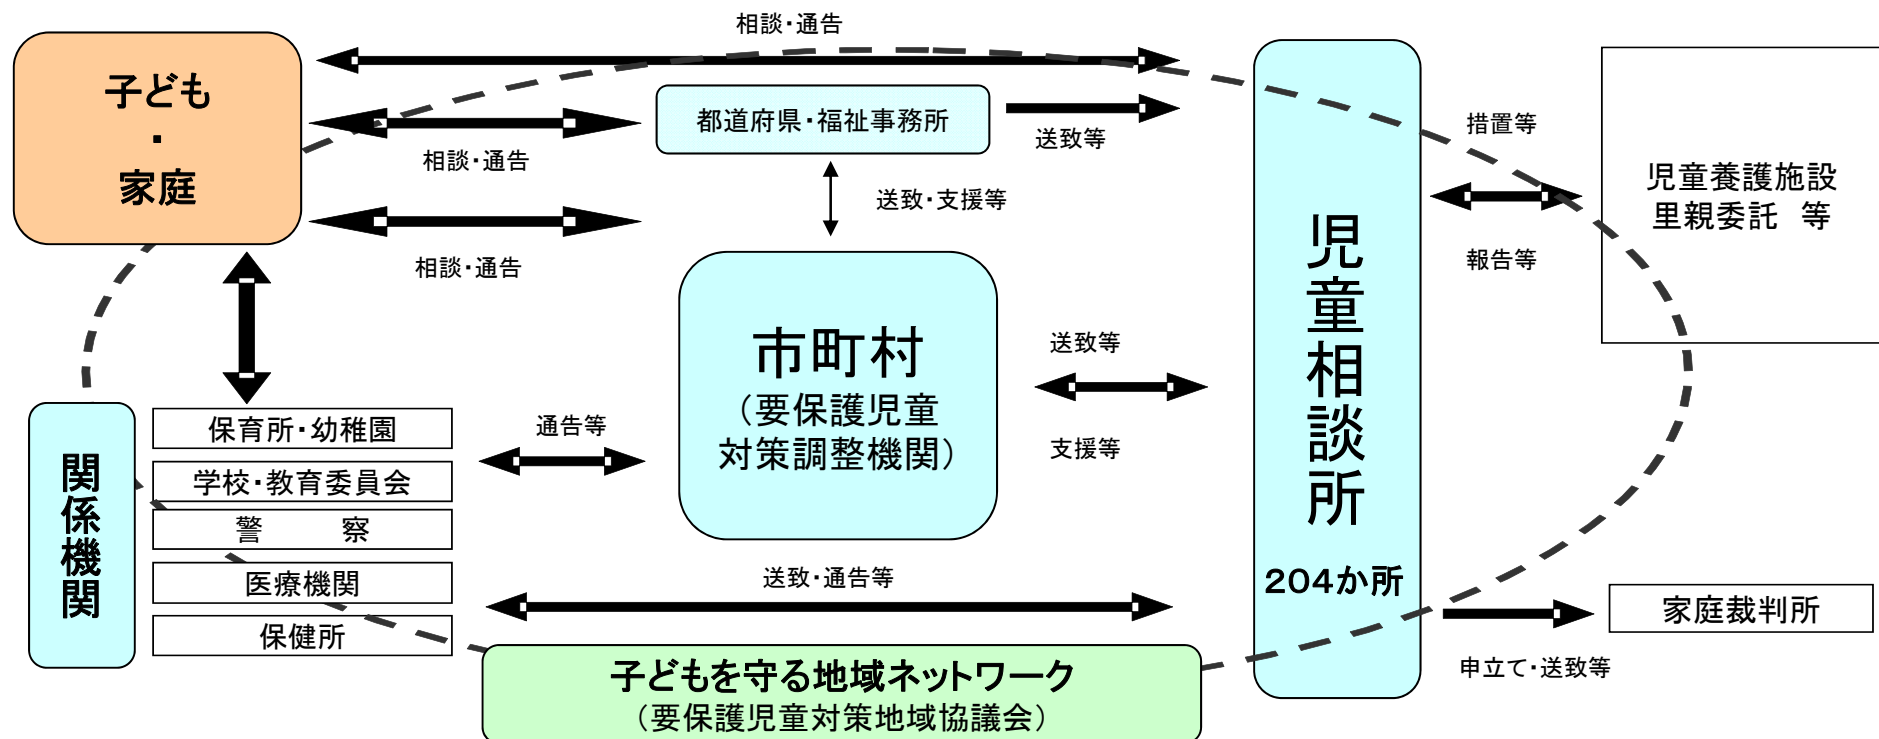 相談・通告
子ども
・
家庭
都道府県・福祉事務所
送致等
相談・通告
送致・支援等
相談・通告
市町村
（要保護児童
対策調整機関）
児童相談所
204か所
措置等
報告等
児童養護施設
里親委託　等
送致等
支援等
関係機関
保育所・幼稚園
学校・教育委員会
警　　察
医療機関
保健所
通告等
送致・通告等
家庭裁判所
申立て・送致等
子どもを守る地域ネットワーク
（要保護児童対策地域協議会）